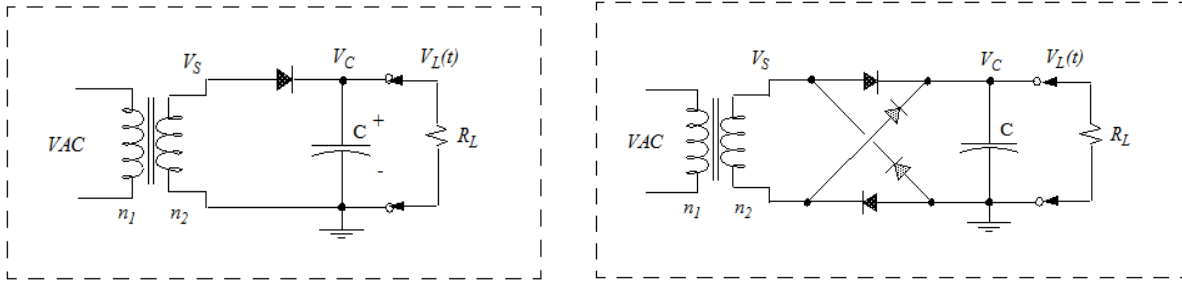 V_S V_C V_L(t)
VAC C + - R_L
n_1 n_2
V_S V_C V_L(t)
VAC C R_L
n_1 n_2